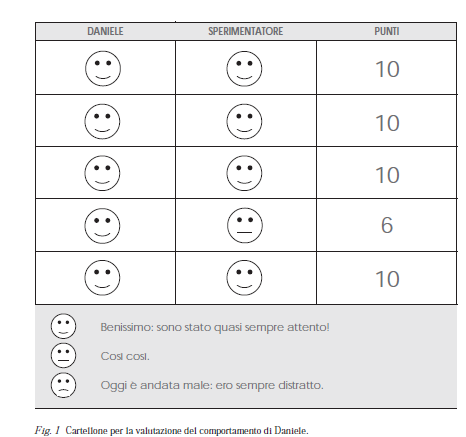 DANIELE SPERIMENTATORE PUNTI
10
10
10
6
10
Benissimo: sono stato quasi sempre attento!
Così così.
Oggi è andata male: ero sempre distratto.
Fig. 1 Cartellone per la valutazione del comportamento di Daniele.